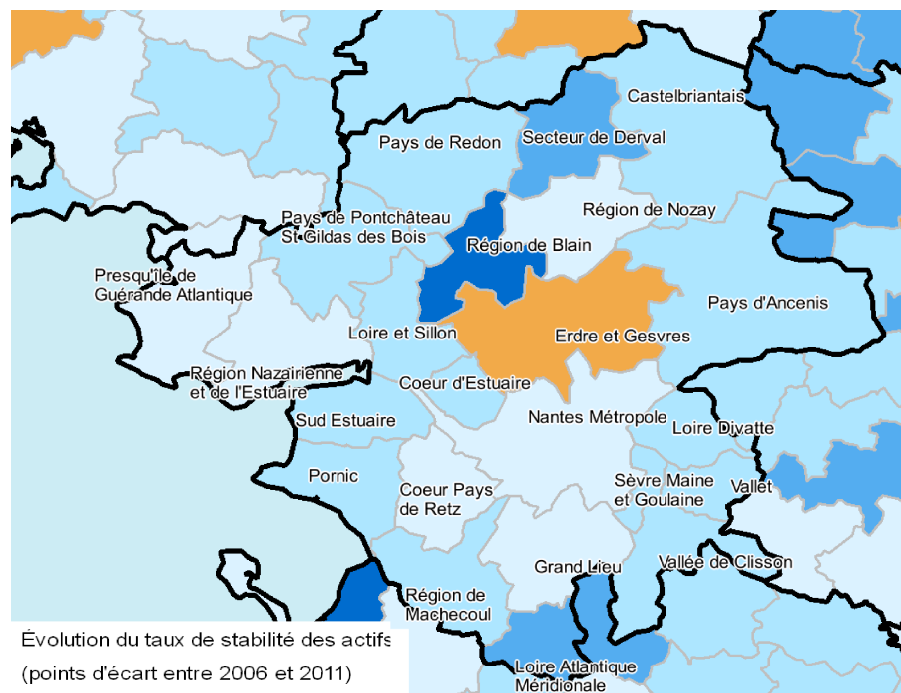 Castelbriantais
Secteur de Derval
Pays de Redon
Région de Nozay
Pays de Pontchâteau
St Gildas des Bois
Région de Blain
Presqu'île de
Guérande Atlantique
Pays d'Ancenis
Loire et Sillon
Erdre et Gesvres
Région Nazairienne
et de l'Estuaire
Coeur d'Estuaire
Nantes Métropole
Sud Estuaire
Loire Divatte
Pornic
Coeur Pays
de Retz
Sèvre Maine
et Goulaine
Vallet
Grand Lieu
Vallée de Clisson
Région de
Machecoul
Loire Atlantique
Méridionale
Évolution du taux de stabilité des actifs
(points d'écart entre 2006 et 2011)